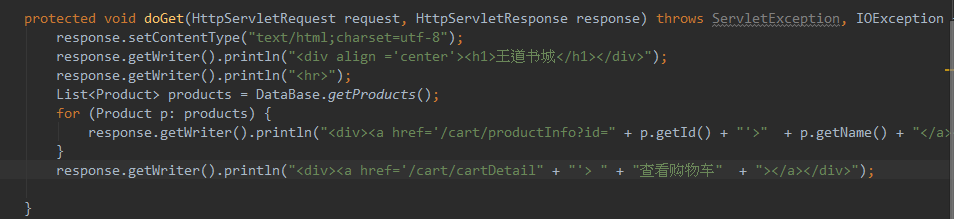 protected void doGet(HttpServletRequest request, HttpServletResponse response) throws ServletException, IOException
response.setContentType("text/html;charset=utf-8");
response.getWriter().println("<div align ='center'><h1>王道书城</h1></div>");
response.getWriter().println("<hr>");
List<Product> products = DataBase.getProducts();
for (Product p: products) {
response.getWriter().println("<div><a href='/cart/productInfo?id=" + p.getId() + "'>"  + p.getName() + "</a>
}
response.getWriter().println("<div><a href='/cart/cartDetail" + "'> " + "查看购物车"  + "></a></div>");
}